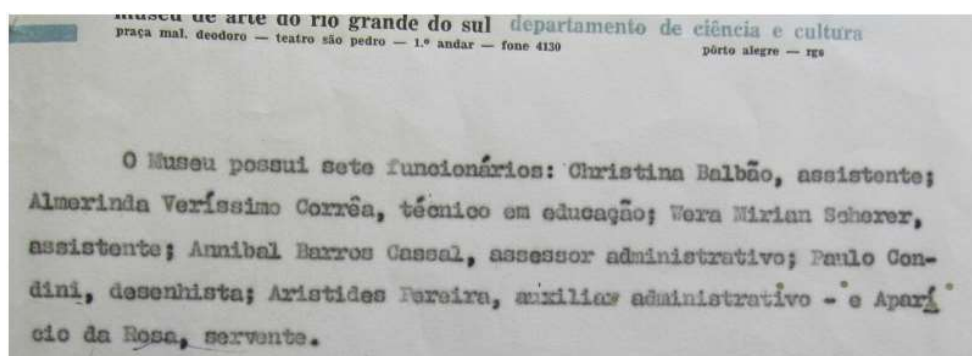 museu de arte do rio grande do sul departamento de ciência e cultura
praça mal. deodoro — teatro são pedro — 1.º andar — fone 4130 pôrto alegre — rgs
O Museu possui sete funcionários: Christina Balbão, assistente;
Almerinda Veríssimo Corrêa, técnico em educação; Vera Mirian Scherer,
assistente; Annibal Barros Cassal, assessor administrativo; Paulo Con-
dini, desenhista; Aristides Pereira, auxiliar administrativo - e Aparí
cio da Rosa, servente.